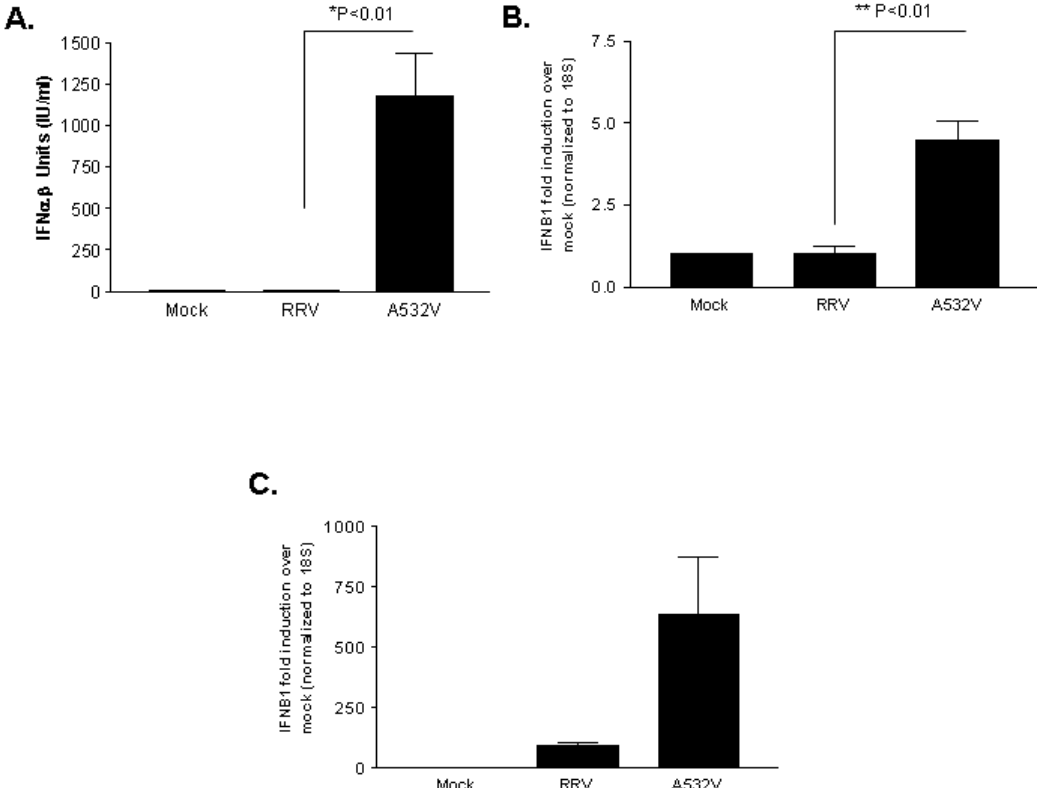 A.
*P<0.01
IFNα.β Units (IU/ml)
1500
1250
1000
750
500
250
0
Mock RRV A532V
B.
** P<0.01
IFNB1 fold induction over
mock (normalized to 18S)
7.5
5.0
2.5
0.0
Mock RRV A532V
C.
IFNB1 fold induction over
mock (normalized to 18S)
1000
750
500
250
0
Mock RRV A532V